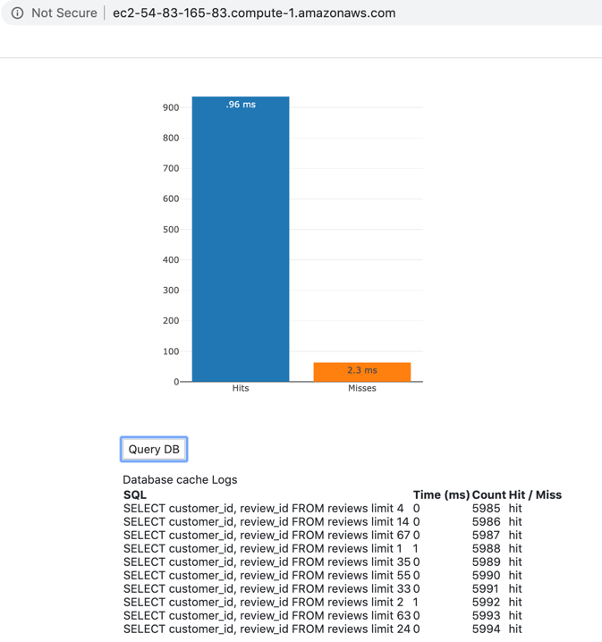 Not Secure | ec2-54-83-165-83.compute-1.amazonaws.com
900
800
700
600
500
400
300
200
100
0
.96 ms
2.3 ms
Hits
Misses
Query DB
Database cache Logs
SQL Time (ms) Count Hit / Miss
SELECT customer_id, review_id FROM reviews limit 4 0 5985 hit
SELECT customer_id, review_id FROM reviews limit 14 0 5986 hit
SELECT customer_id, review_id FROM reviews limit 67 0 5987 hit
SELECT customer_id, review_id FROM reviews limit 1 1 5988 hit
SELECT customer_id, review_id FROM reviews limit 35 0 5989 hit
SELECT customer_id, review_id FROM reviews limit 55 0 5990 hit
SELECT customer_id, review_id FROM reviews limit 33 0 5991 hit
SELECT customer_id, review_id FROM reviews limit 2 1 5992 hit
SELECT customer_id, review_id FROM reviews limit 63 0 5993 hit
SELECT customer_id, review_id FROM reviews limit 24 0 5994 hit